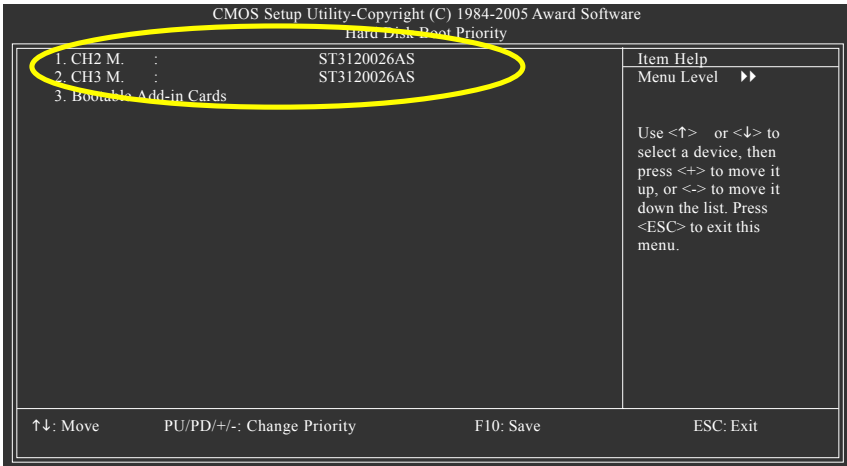 CMOS Setup Utility-Copyright (C) 1984-2005 Award Software
Hard Disk Boot Priority
1. CH2 M. : ST3120026AS
2. CH3 M. : ST3120026AS
3. Bootable Add-in Cards
Item Help
Menu Level ▸▸
Use <↑> or <↓> to
select a device, then
press <+> to move it
up, or <-> to move it
down the list. Press
<ESC> to exit this
menu.
↑↓: Move PU/PD/+/-: Change Priority F10: Save ESC: Exit